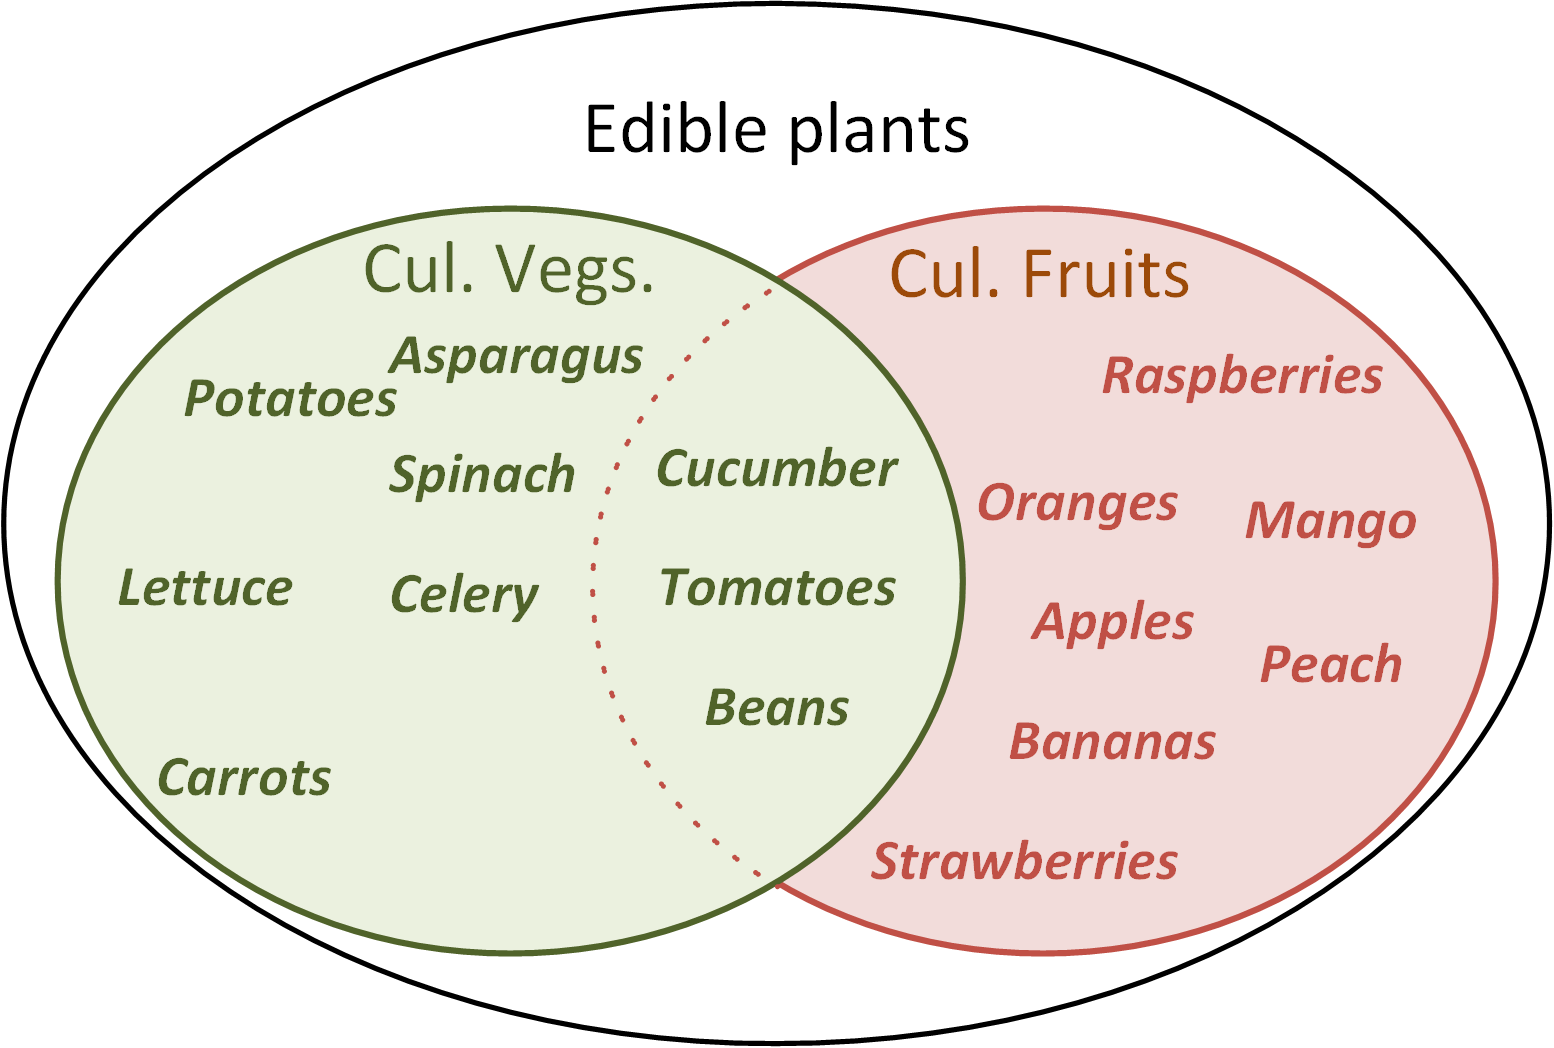 Edible plants
Cul. Vegs.
Cul. Fruits
Asparagus
Potatoes
Spinach
Lettuce
Celery
Carrots
Cucumber
Tomatoes
Beans
Raspberries
Oranges
Mango
Apples
Peach
Bananas
Strawberries